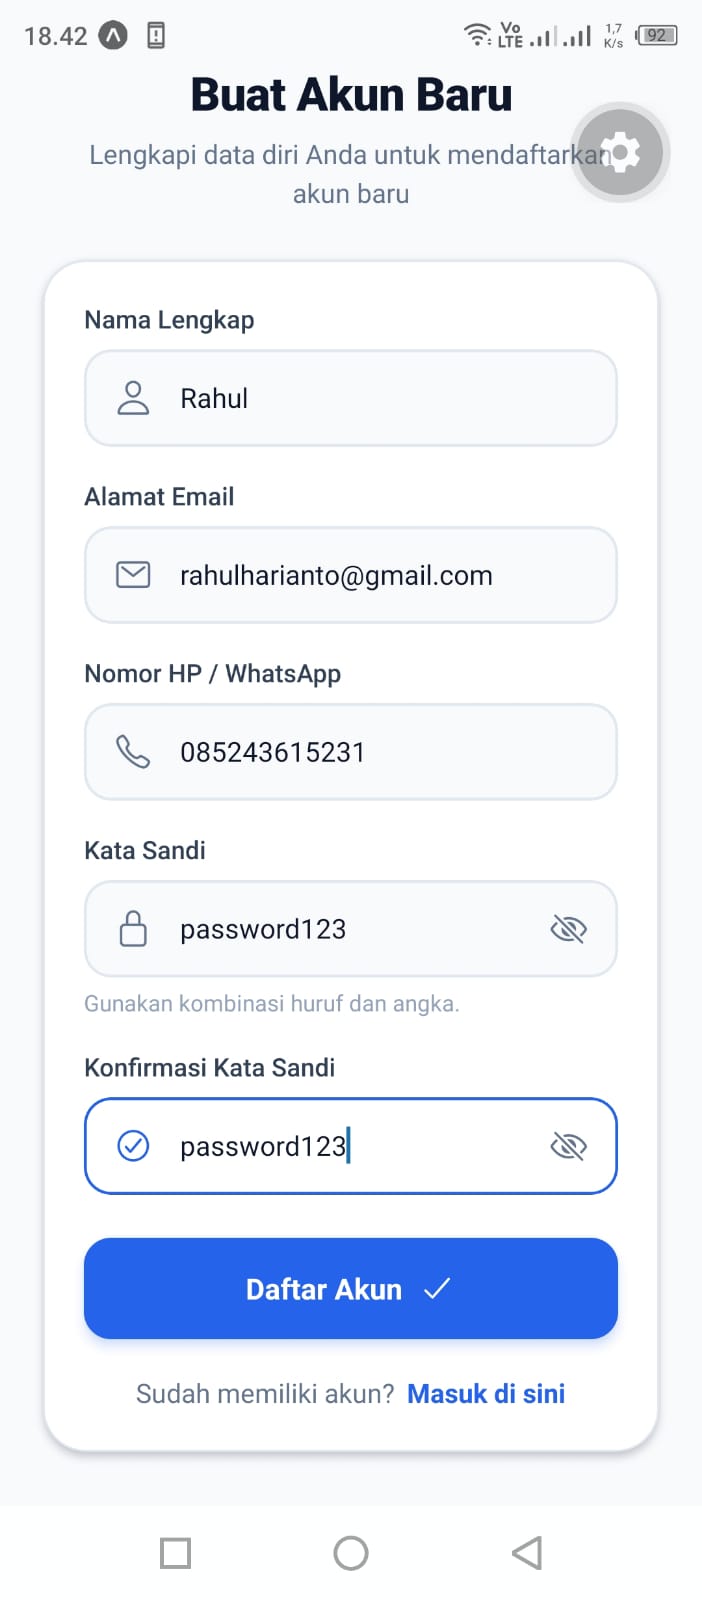 18.42
Vo
LTE
1,7
K/s
92
Buat Akun Baru
Lengkapi data diri Anda untuk mendaftarkan
akun baru
Nama Lengkap
Rahul
Alamat Email
rahulharianto@gmail.com
Nomor HP / WhatsApp
085243615231
Kata Sandi
password123
Gunakan kombinasi huruf dan angka.
Konfirmasi Kata Sandi
password123
Daftar Akun
Sudah memiliki akun? Masuk di sini